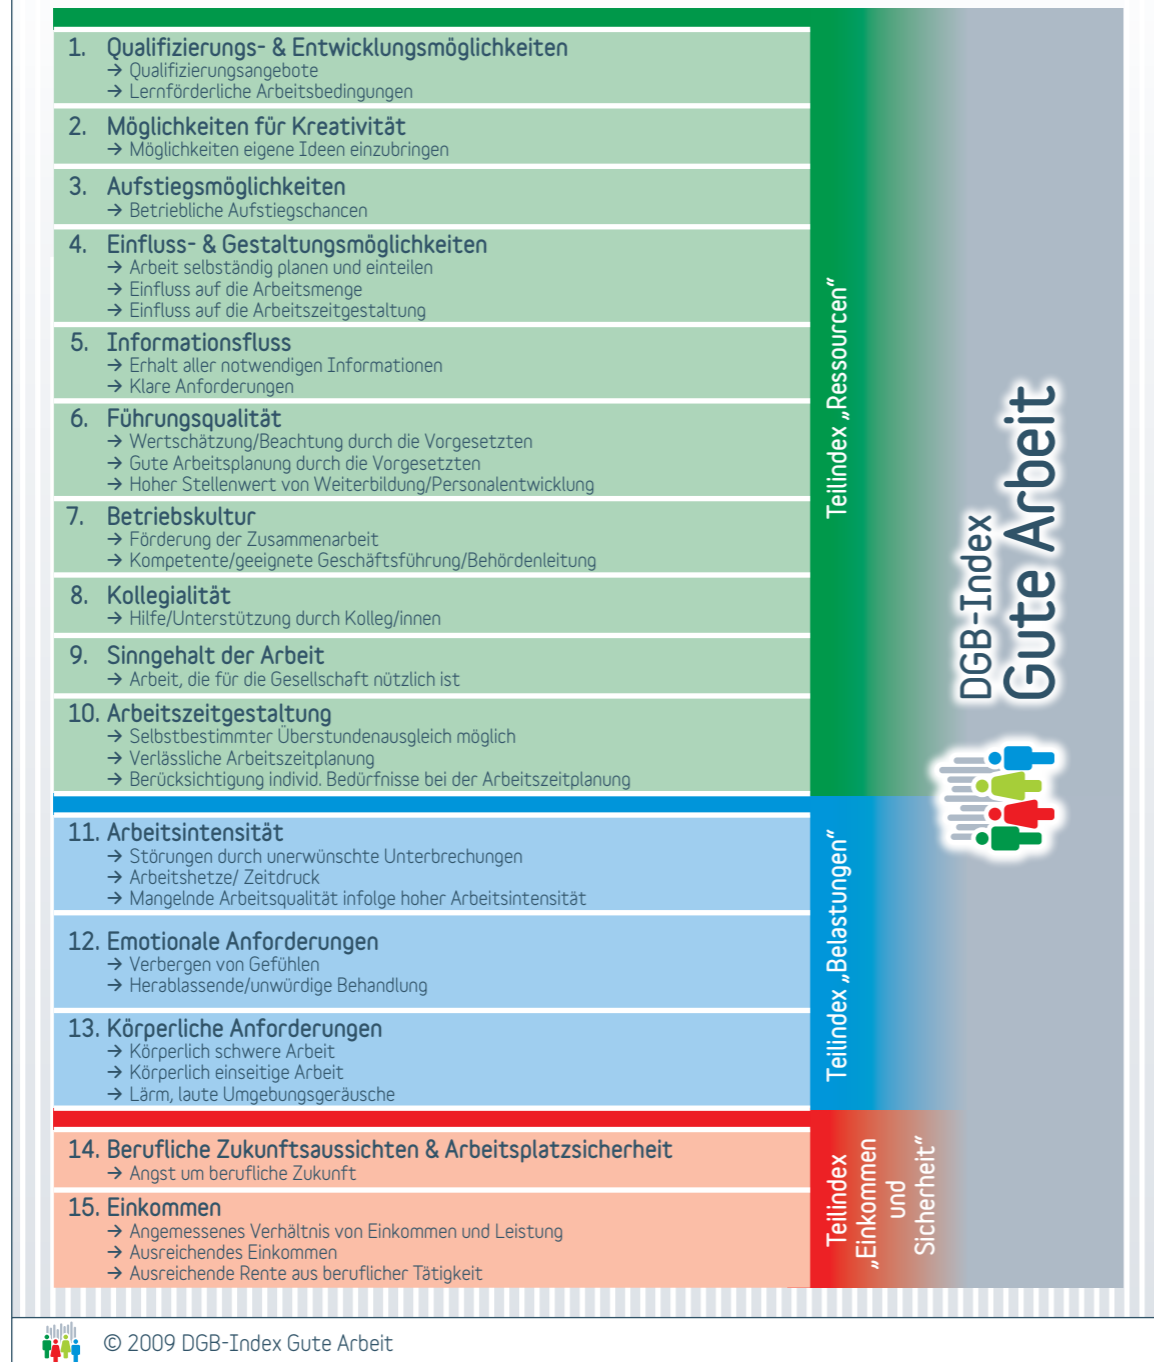 1. Qualifizierungs- & Entwicklungsmöglichkeiten
→ Qualifizierungsangebote
→ Lernförderliche Arbeitsbedingungen
2. Möglichkeiten für Kreativität
→ Möglichkeiten eigene Ideen einzubringen
3. Aufstiegsmöglichkeiten
→ Betriebliche Aufstiegschancen
4. Einfluss- & Gestaltungsmöglichkeiten
→ Arbeit selbständig planen und einteilen
→ Einfluss auf die Arbeitsmenge
→ Einfluss auf die Arbeitszeitgestaltung
5. Informationsfluss
→ Erhalt aller notwendigen Informationen
→ Klare Anforderungen
6. Führungsqualität
→ Wertschätzung/Beachtung durch die Vorgesetzten
→ Gute Arbeitsplanung durch die Vorgesetzten
→ Hoher Stellenwert von Weiterbildung/Personalentwicklung
7. Betriebskultur
→ Förderung der Zusammenarbeit
→ Kompetente/geeignete Geschäftsführung/Behördenleitung
8. Kollegialität
→ Hilfe/Unterstützung durch Kolleg/innen
9. Sinngehalt der Arbeit
→ Arbeit, die für die Gesellschaft nützlich ist
10. Arbeitszeitgestaltung
→ Selbstbestimmter Überstundenausgleich möglich
→ Verlässliche Arbeitszeitplanung
→ Berücksichtigung individ. Bedürfnisse bei der Arbeitszeitplanung
Teilindex „Ressourcen“
11. Arbeitsintensität
→ Störungen durch unerwünschte Unterbrechungen
→ Arbeitshetze/ Zeitdruck
→ Mangelnde Arbeitsqualität infolge hoher Arbeitsintensität
12. Emotionale Anforderungen
→ Verbergen von Gefühlen
→ Herablassende/unwürdige Behandlung
13. Körperliche Anforderungen
→ Körperlich schwere Arbeit
→ Körperlich einseitige Arbeit
→ Lärm, laute Umgebungsgeräusche
Teilindex „Belastungen“
14. Berufliche Zukunftsaussichten & Arbeitsplatzsicherheit
→ Angst um berufliche Zukunft
15. Einkommen
→ Angemessenes Verhältnis von Einkommen und Leistung
→ Ausreichendes Einkommen
→ Ausreichende Rente aus beruflicher Tätigkeit
Teilindex
„Einkommen
und
Sicherheit“
DGB-Index
Gute Arbeit
© 2009 DGB-Index Gute Arbeit